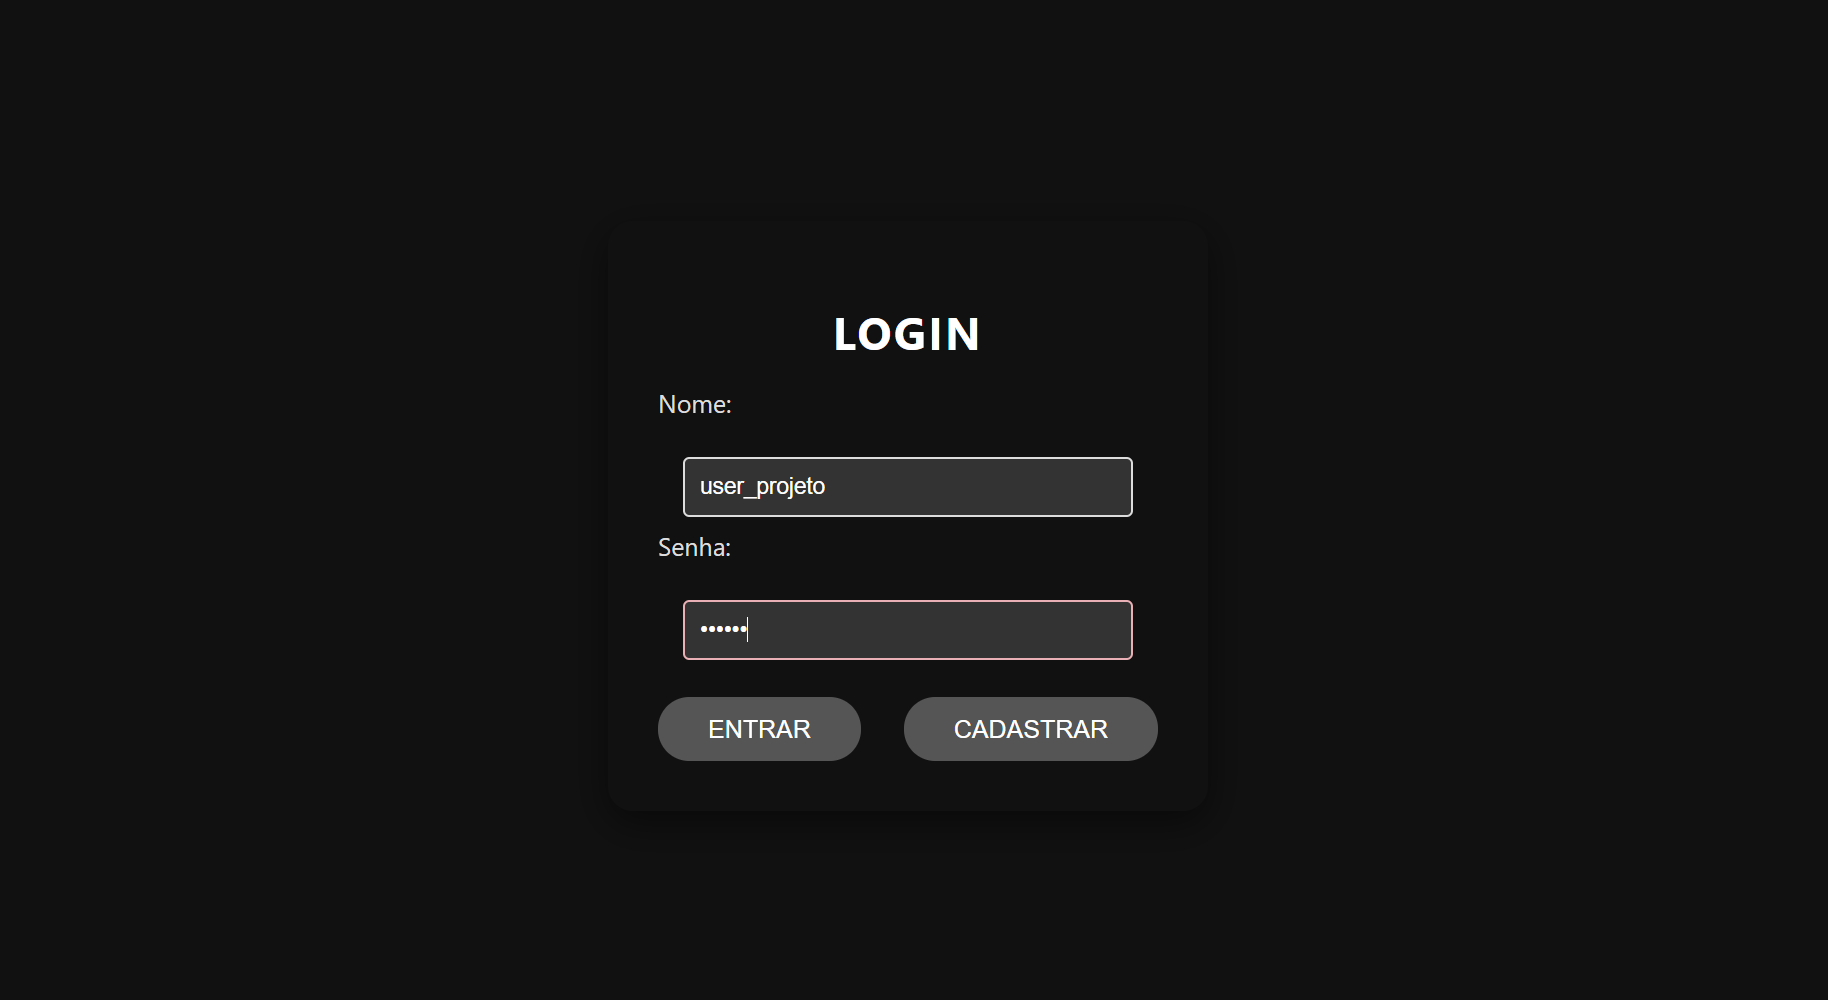 LOGIN
Nome:
user_projeto
Senha:
••••••
ENTRAR CADASTRAR